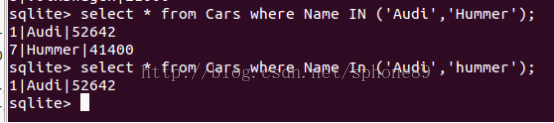 sqlite> select * from Cars where Name IN ('Audi','Hummer');
1|Audi|52642
7|Hummer|41400
sqlite> select * from Cars where Name In ('Audi','hummer');
http://blog.csdn.net/sphone89
1|Audi|52642
sqlite>